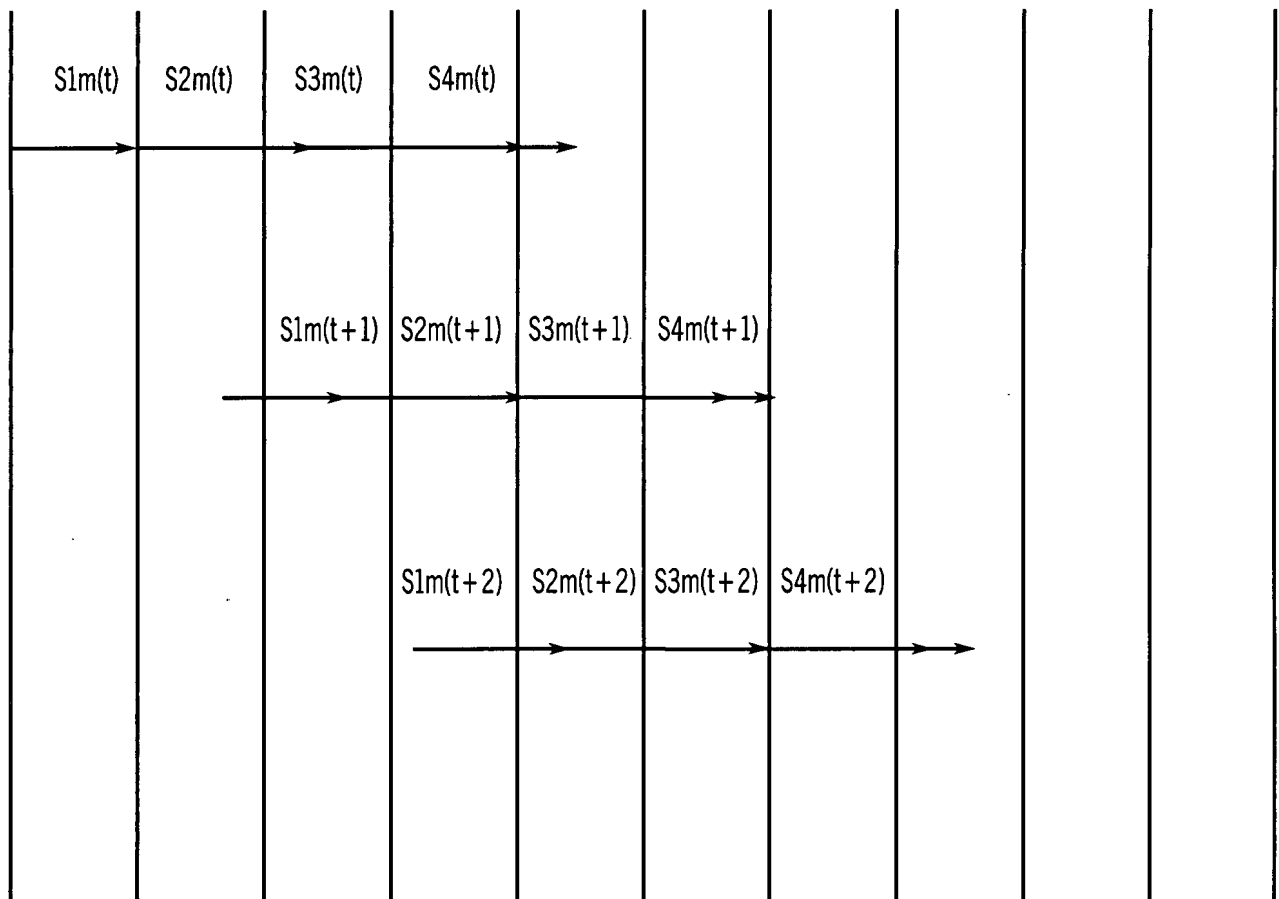 S1m(t) S2m(t) S3m(t) S4m(t)
S1m(t+1) S2m(t+1) S3m(t+1) S4m(t+1)
S1m(t+2) S2m(t+2) S3m(t+2) S4m(t+2)